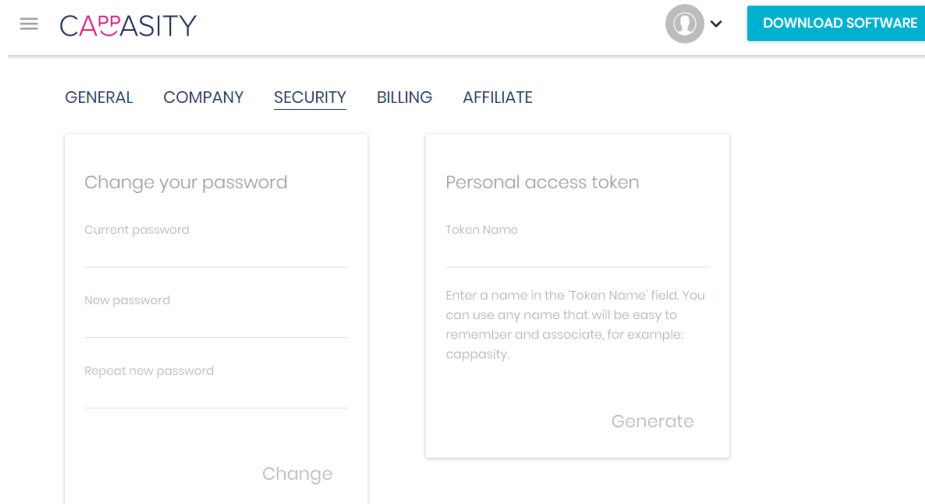 CAPPASITY
DOWNLOAD SOFTWARE
GENERAL COMPANY SECURITY BILLING AFFILIATE
Change your password
Current password
New password
Repeat new password
Change
Personal access token
Token Name
Enter a name in the 'Token Name' field. You
can use any name that will be easy to
remember and associate, for example:
cappasity.
Generate